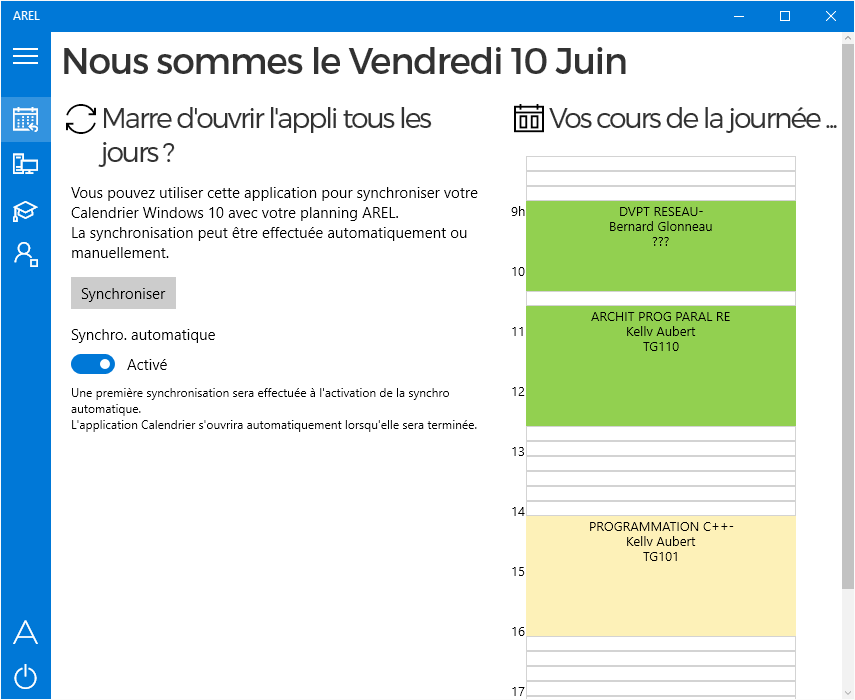 AREL
Nous sommes le Vendredi 10 Juin
Marre d'ouvrir l'appli tous les
jours ?
Vous pouvez utiliser cette application pour synchroniser votre
Calendrier Windows 10 avec votre planning AREL.
La synchronisation peut être effectuée automatiquement ou
manuellement.
Synchroniser
Synchro. automatique
Activé
Une première synchronisation sera effectuée à l'activation de la synchro
automatique.
L'application Calendrier s'ouvrira automatiquement lorsqu'elle sera terminée.
Vos cours de la journée ...
9h
DVPT RESEAU-
Bernard Glonneau
???
10
11
ARCHIT PROG PARAL RE
Kelly Aubert
TG110
12
13
14
PROGRAMMATION C++-
Kelly Aubert
TG101
15
16
17